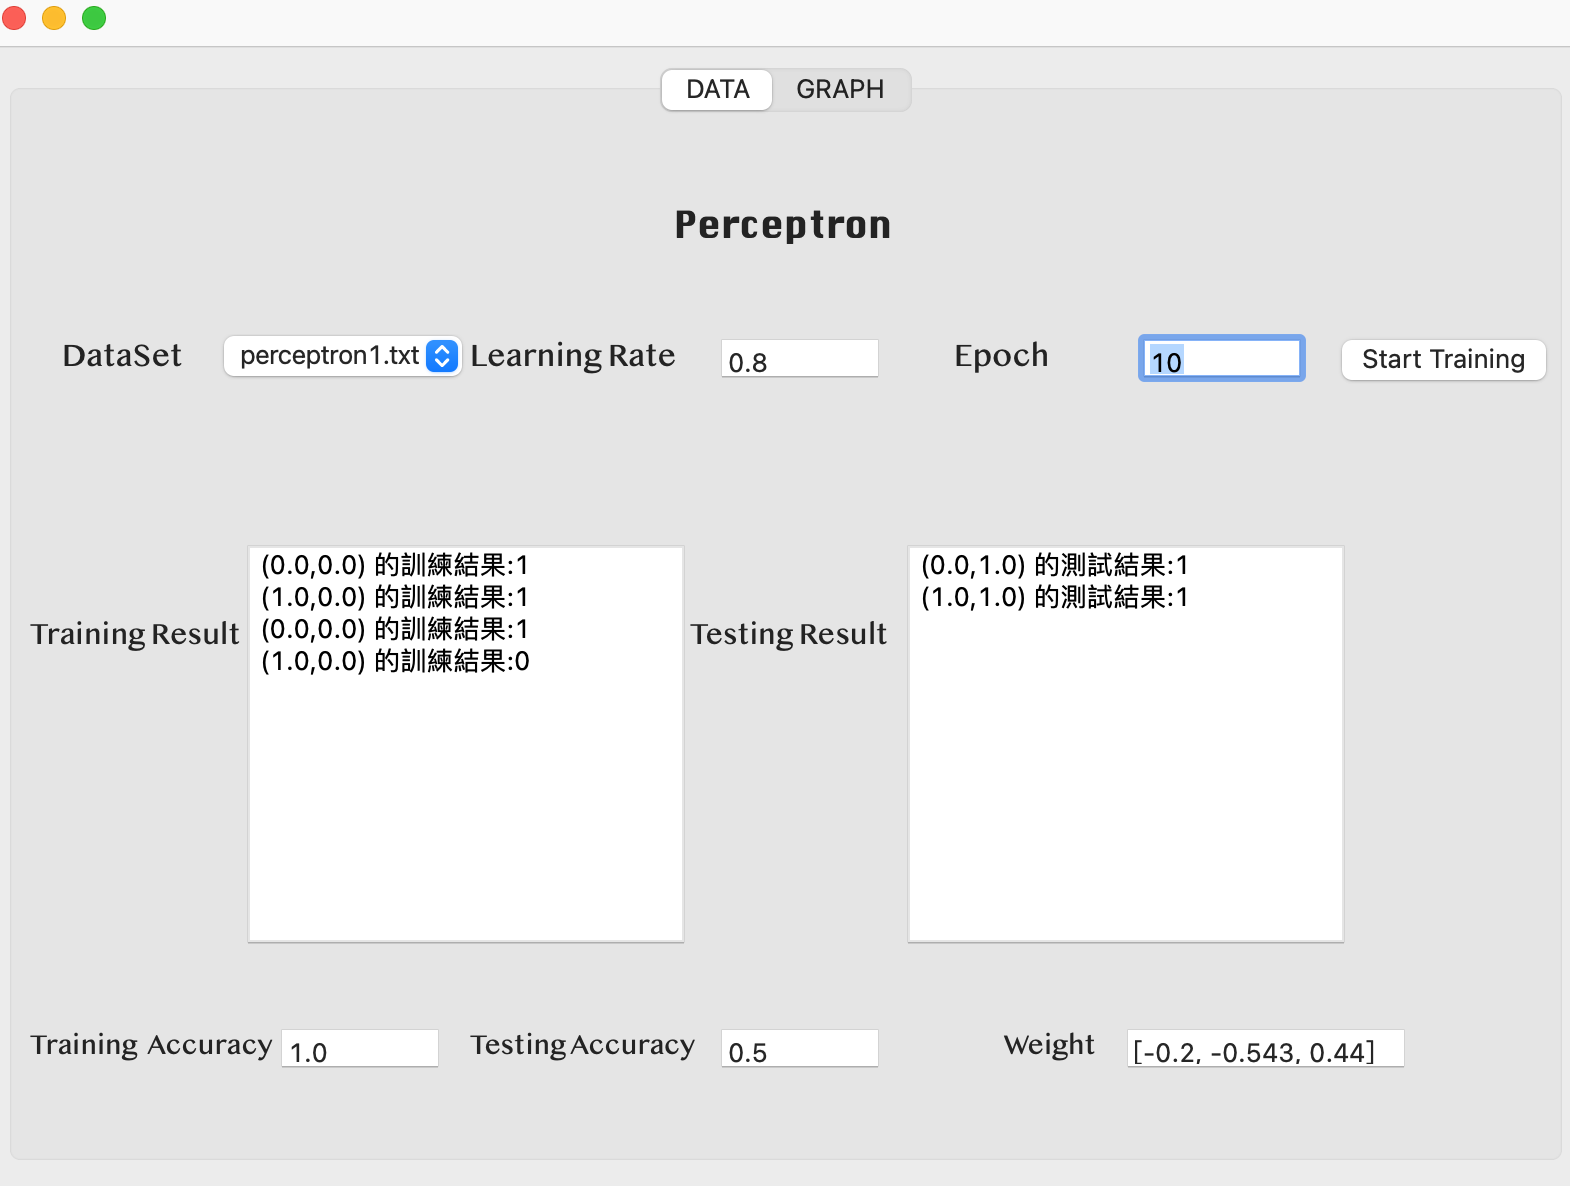 DATA GRAPH
Perceptron
DataSet perceptron1.txt Learning Rate 0.8 Epoch 10 Start Training
Training Result
(0.0,0.0) 的訓練結果:1
(1.0,0.0) 的訓練結果:1
(0.0,0.0) 的訓練結果:1
(1.0,0.0) 的訓練結果:0
Testing Result
(0.0,1.0) 的測試結果:1
(1.0,1.0) 的測試結果:1
Training Accuracy 1.0 Testing Accuracy 0.5 Weight [-0.2, -0.543, 0.44]